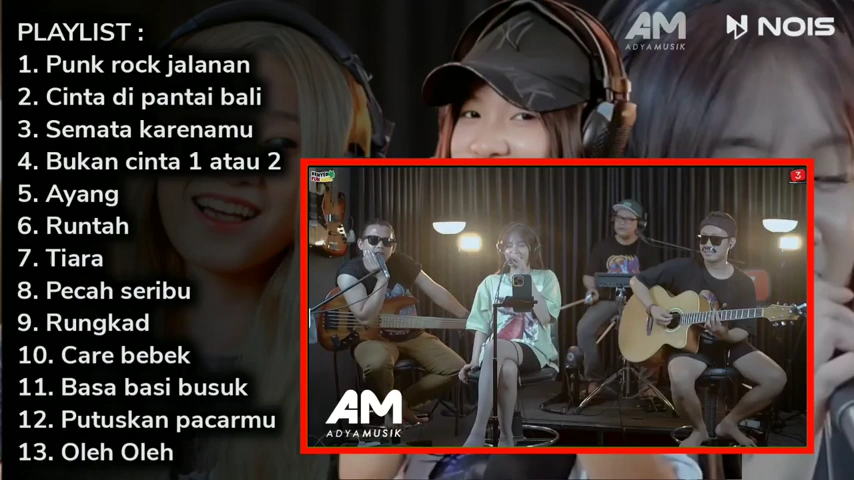 PLAYLIST :
1. Punk rock jalanan
2. Cinta di pantai bali
3. Semata karenamu
4. Bukan cinta 1 atau 2
5. Ayang
6. Runtah
7. Tiara
8. Pecah seribu
9. Rungkad
10. Care bebek
11. Basa basi busuk
12. Putuskan pacarmu
13. Oleh Oleh
AM
ADYAMUSIK
NOIS
3
AM
ADYAMUSIK